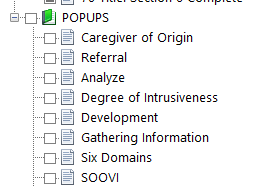 POPUPS
Caregiver of Origin
Referral
Analyze
Degree of Intrusiveness
Development
Gathering Information
Six Domains
SOOVI